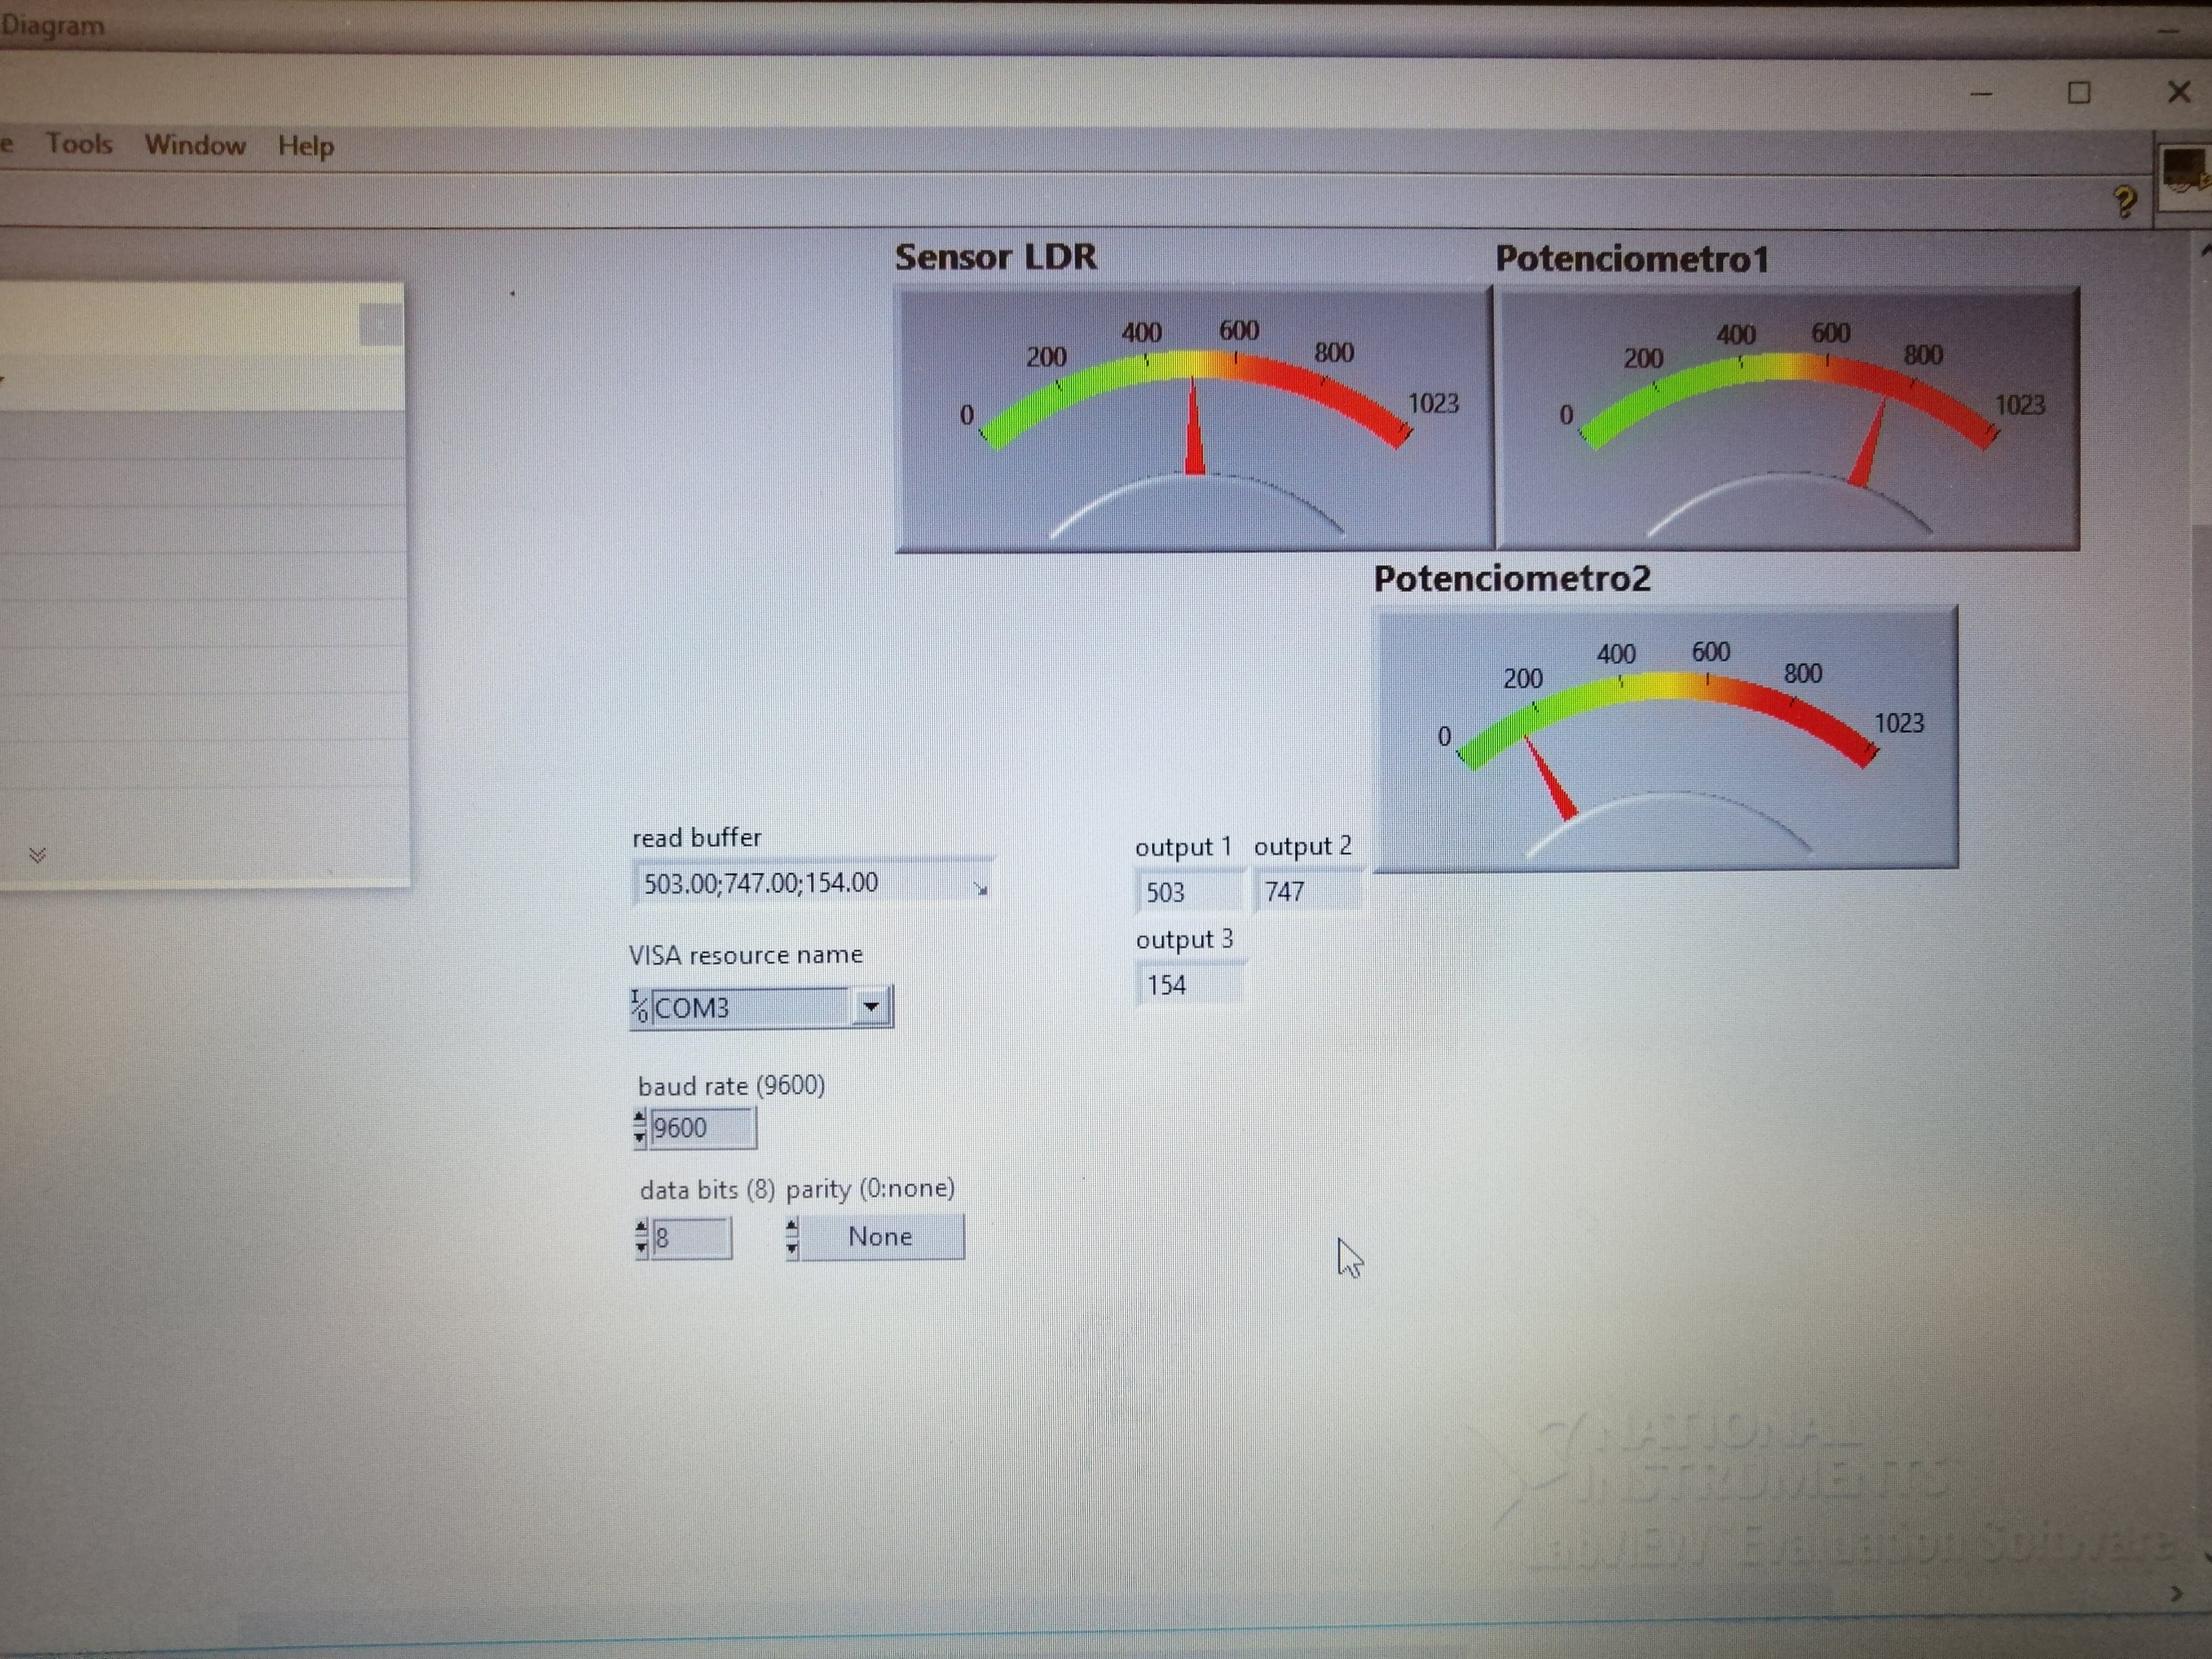 Diagram
e Tools Window Help
?
Sensor LDR
0 200 400 600 800 1023
Potenciometro1
0 200 400 600 800 1023
Potenciometro2
0 200 400 600 800 1023
read buffer
503.00;747.00;154.00
output 1 output 2
503 747
output 3
154
VISA resource name
I/O COM3
baud rate (9600)
9600
data bits (8) parity (0:none)
8 None
NATIONAL
INSTRUMENTS
LabVIEW Evaluation Software